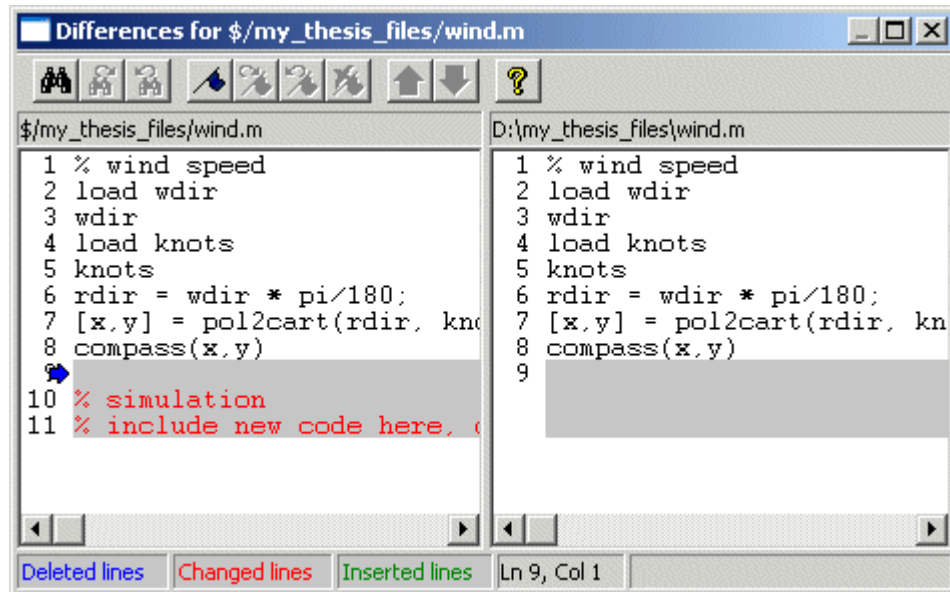 Differences for $/my_thesis_files/wind.m
$/my_thesis_files/wind.m
1 % wind speed
2 load wdir
3 wdir
4 load knots
5 knots
6 rdir = wdir * pi/180;
7 [x,y] = pol2cart(rdir, kno
8 compass(x,y)
9
10 % simulation
11 % include new code here,
D:\my_thesis_files\wind.m
1 % wind speed
2 load wdir
3 wdir
4 load knots
5 knots
6 rdir = wdir * pi/180;
7 [x,y] = pol2cart(rdir, kn
8 compass(x,y)
9
Deleted lines Changed lines Inserted lines Ln 9, Col 1